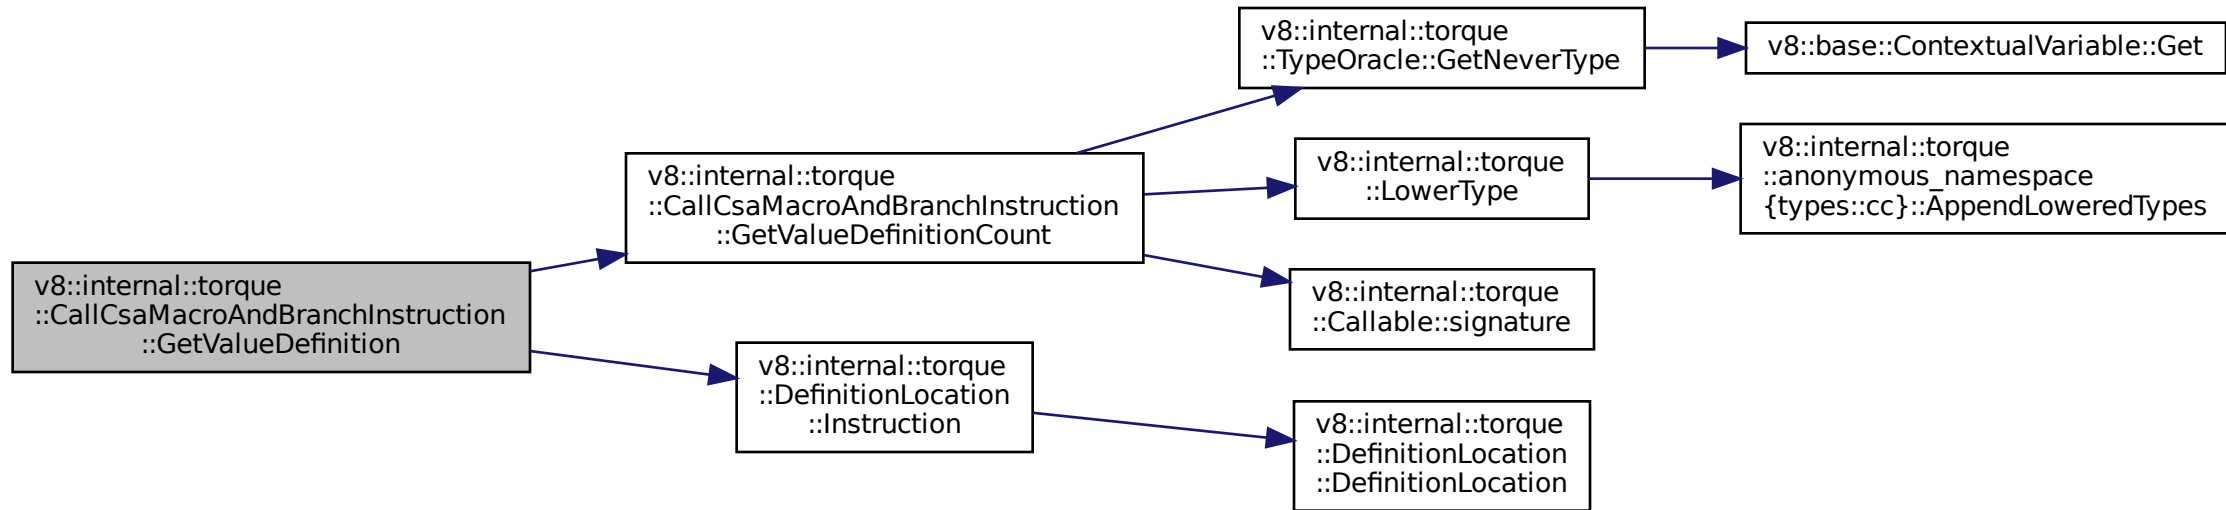 v8::internal::torque
::CallCsaMacroAndBranchInstruction
::GetValueDefinition
v8::internal::torque
::CallCsaMacroAndBranchInstruction
::GetValueDefinitionCount
v8::internal::torque
::TypeOracle::GetNeverType
v8::base::ContextualVariable::Get
v8::internal::torque
::LowerType
v8::internal::torque
::anonymous_namespace
{types::cc}::AppendLoweredTypes
v8::internal::torque
::Callable::signature
v8::internal::torque
::DefinitionLocation
::Instruction
v8::internal::torque
::DefinitionLocation
::DefinitionLocation